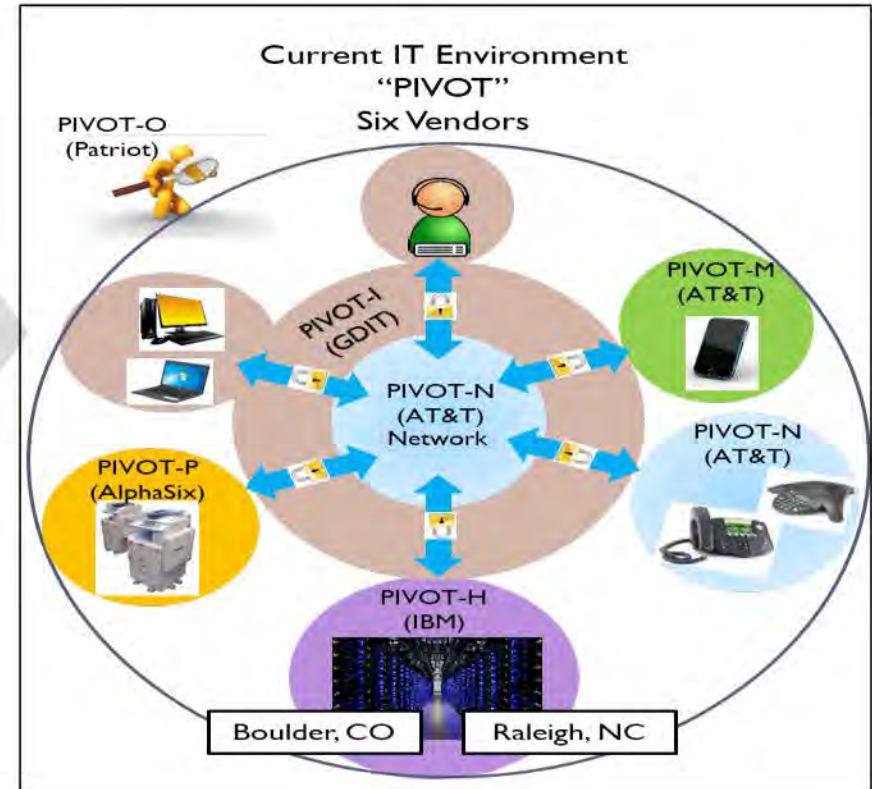 Current IT Environment
“PIVOT”
Six Vendors
PIVOT-O
(Patriot)
PIVOT-M
(AT&T)
PIVOT-I
(GDIT)
PIVOT-N
(AT&T)
Network
PIVOT-N
(AT&T)
PIVOT-P
(AlphaSix)
PIVOT-H
(IBM)
Boulder, CO
Raleigh, NC